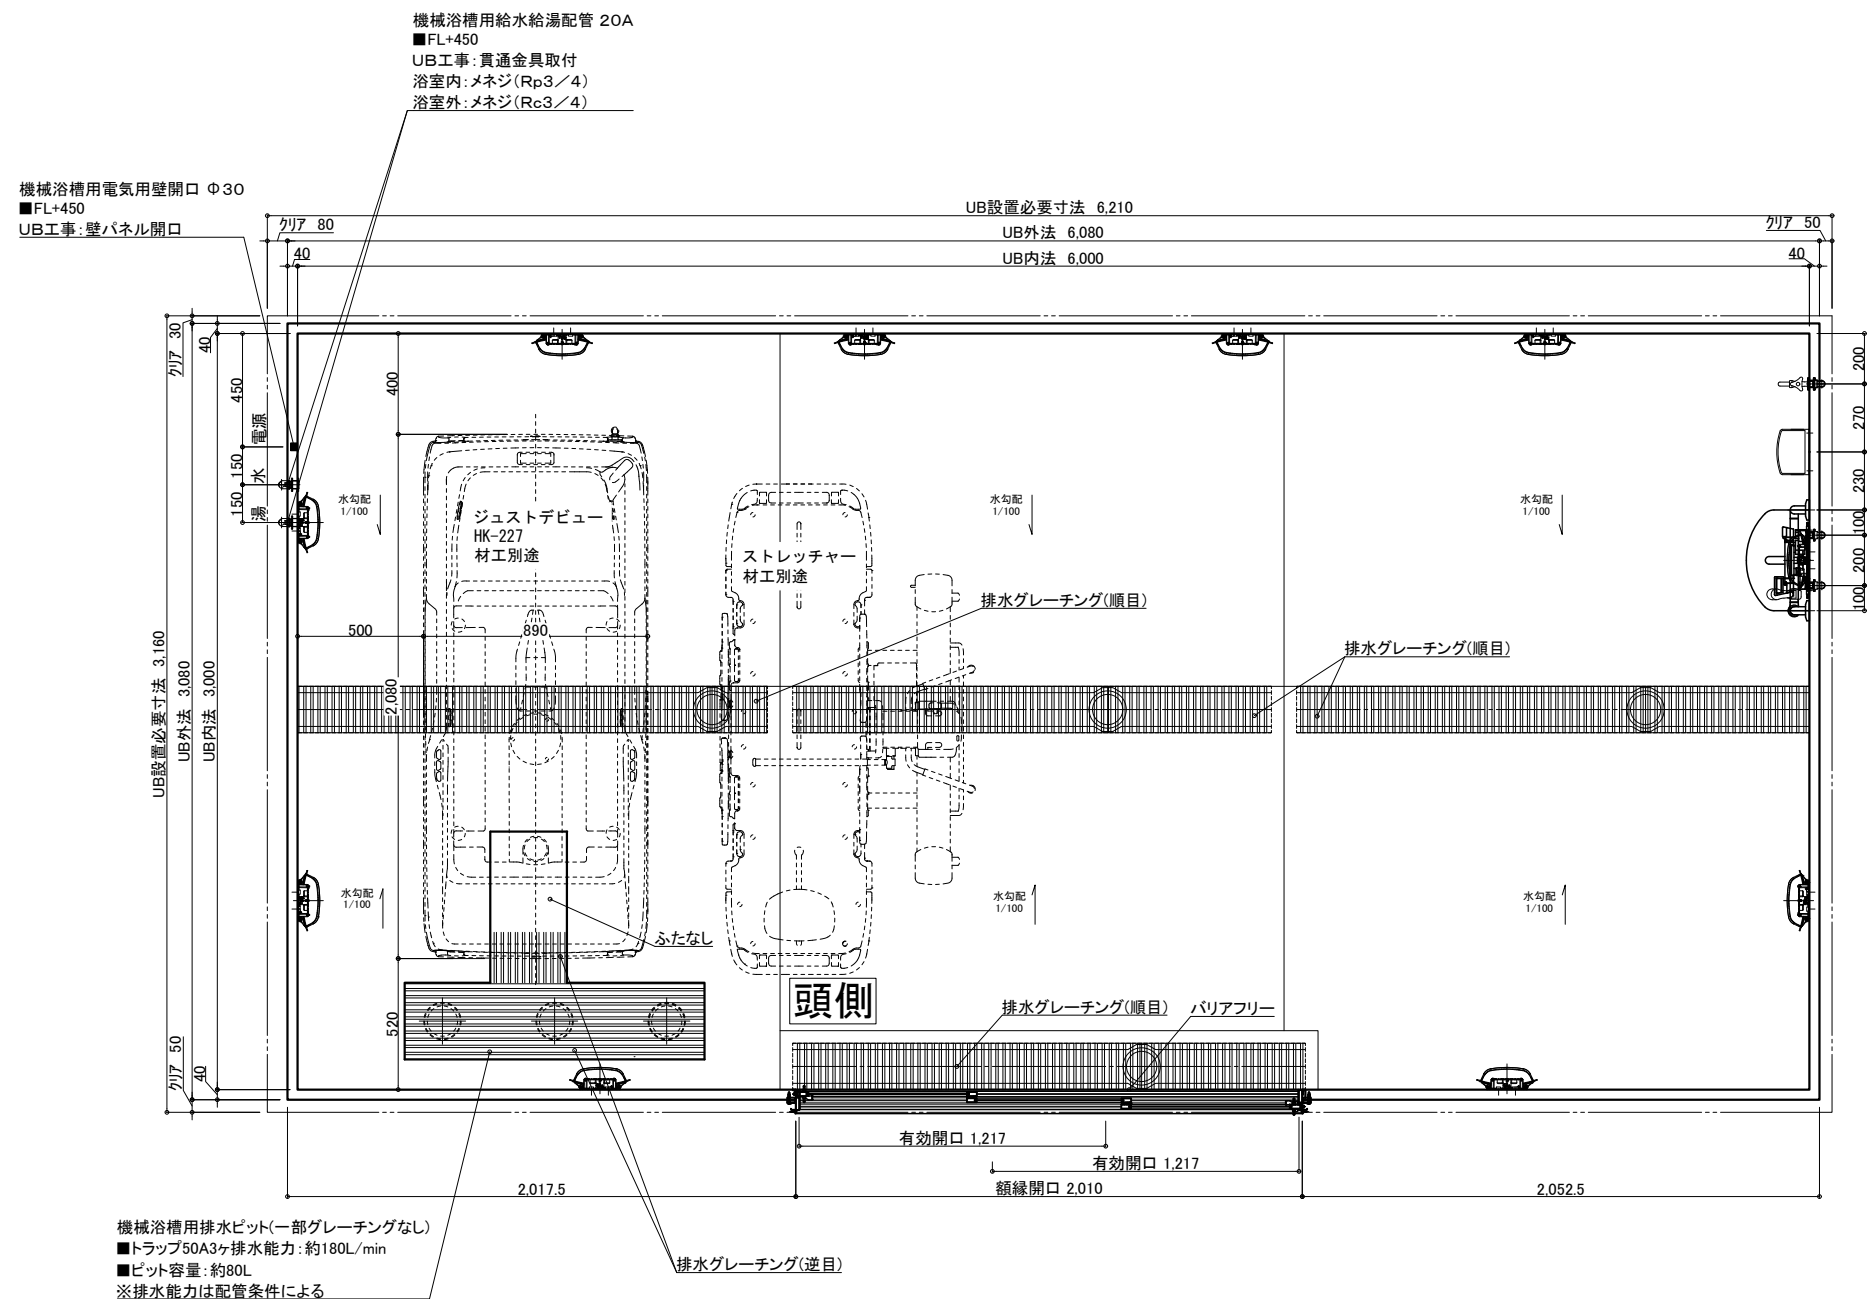 機械浴槽用給水給湯配管 20A
■FL+450
UB工事：貫通金具取付
浴室内：メネジ（Rp3／4）
浴室外：メネジ（Rc3／4）
機械浴槽用電気用壁開口 Φ30
■FL+450
UB工事：壁パネル開口
UB設置必要寸法 6,210
クリア 80
UB外法 6,080
クリア 50
40
UB内法 6,000
40
クリア 30
40
450
電源
150
水
150
湯
400
200
270
230
100
200
100
水勾配
1/100
水勾配
1/100
水勾配
1/100
ジュストデビュー
HK-227
材工別途
ストレッチャー
材工別途
排水グレーチング(順目)
排水グレーチング(順目)
500
890
2,080
UB設置必要寸法 3,160
UB外法 3,080
UB内法 3,000
水勾配
1/100
水勾配
1/100
水勾配
1/100
ふたなし
頭側
排水グレーチング(順目)
バリアフリー
520
クリア 50
40
有効開口 1,217
有効開口 1,217
2,017.5
額縁開口 2,010
2,052.5
機械浴槽用排水ピット(一部グレーチングなし)
■トラップ50A3ヶ排水能力：約180L/min
■ピット容量：約80L
※排水能力は配管条件による
排水グレーチング(逆目)